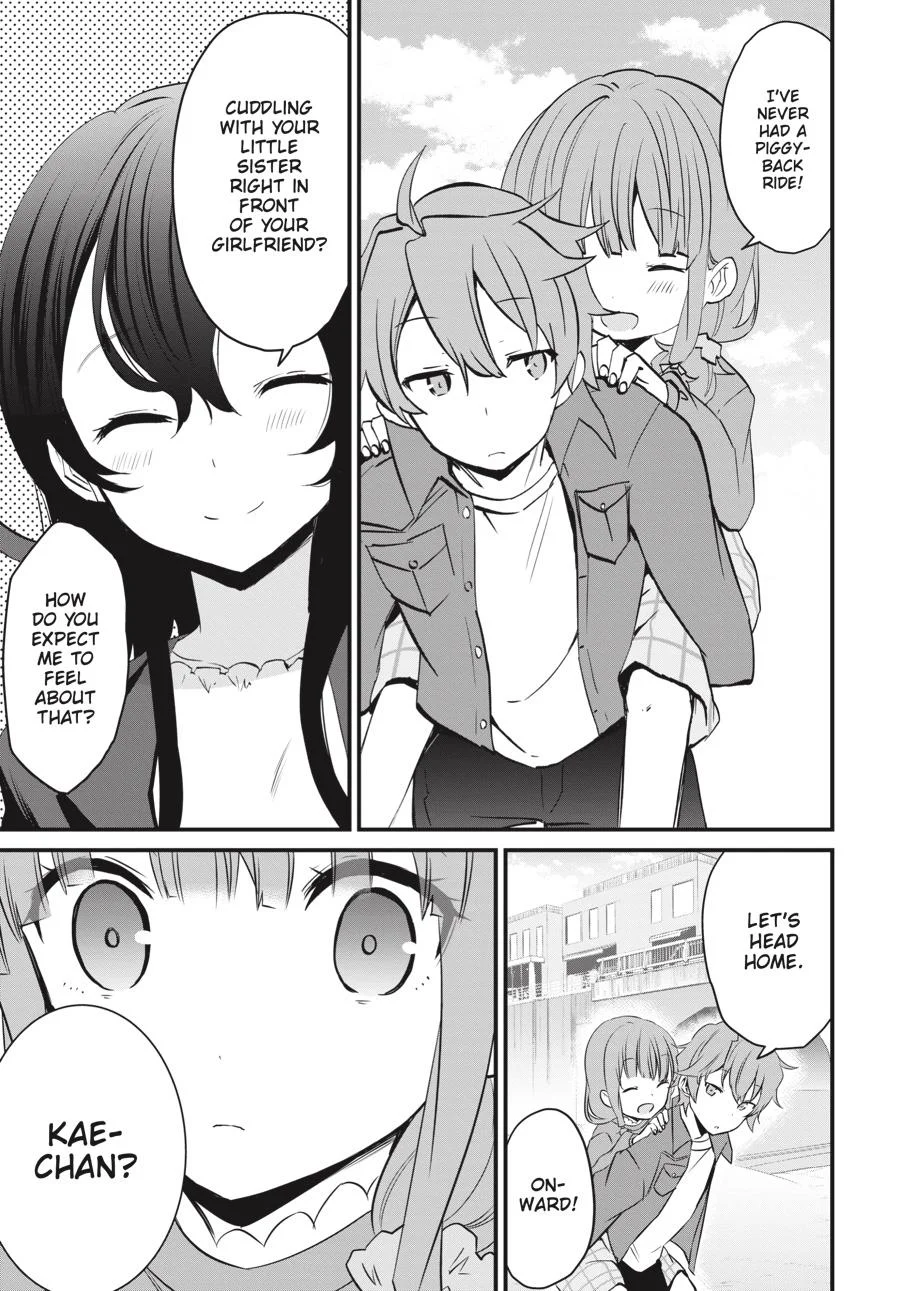 I'VE
NEVER
HAD A
PIGGY-
BACK
RIDE!
CUDDLING
WITH YOUR
LITTLE
SISTER
RIGHT IN
FRONT
OF YOUR
GIRLFRIEND?
HOW
DO YOU
EXPECT
ME TO
FEEL
ABOUT
THAT?
LET'S
HEAD
HOME.
ON-
WARD!
KAE-
CHAN?